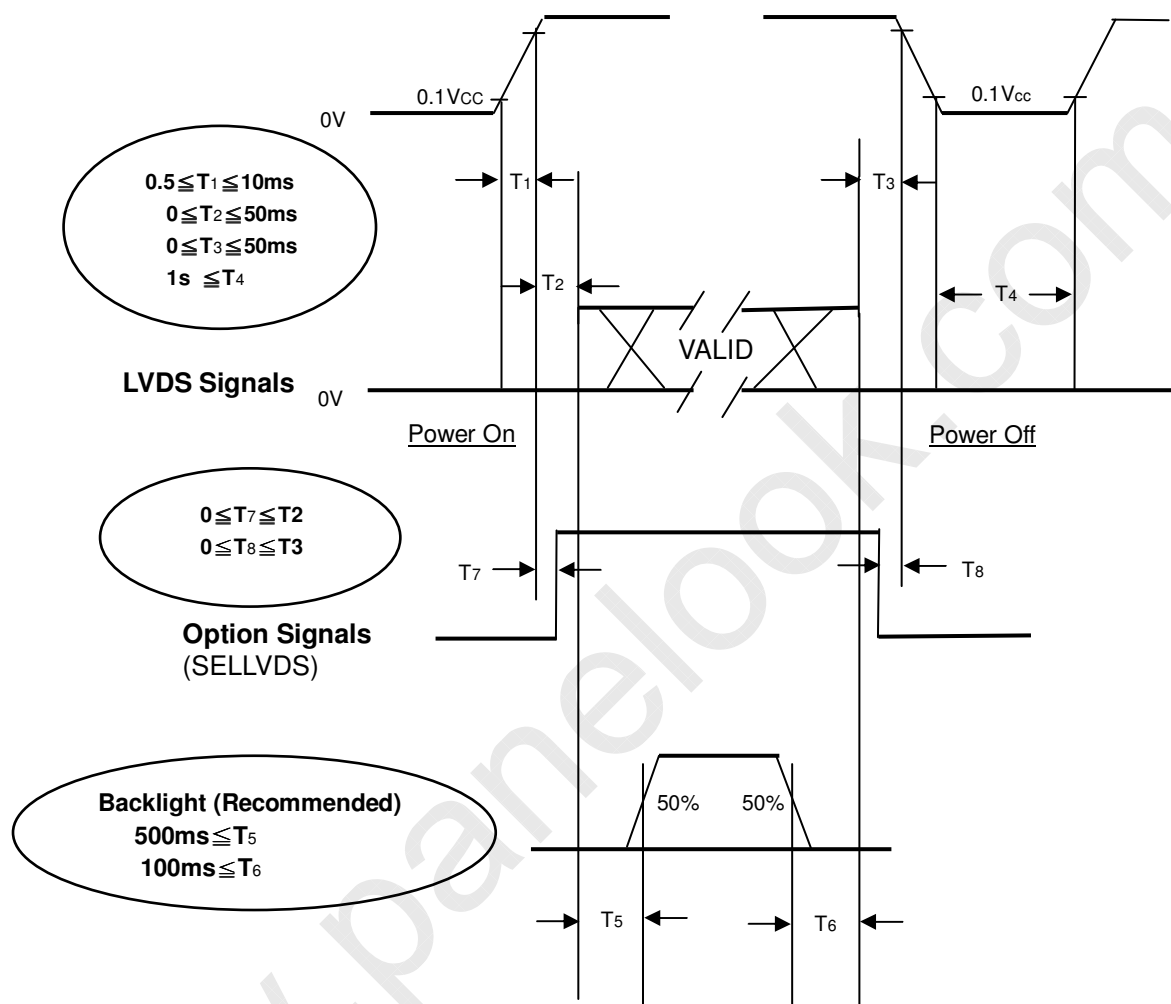 0.1VCC
0.1Vcc
0V
0.5≦T1≦10ms
0≦T2≦50ms
0≦T3≦50ms
1s ≦T4
T1
T3
T2
T4
VALID
LVDS Signals
0V
Power On
Power Off
0≦T7≦T2
0≦T8≦T3
T7
T8
Option Signals
(SELLVDS)
Backlight (Recommended)
500ms≦T5
100ms≦T6
50%
50%
T5
T6
panelook.com